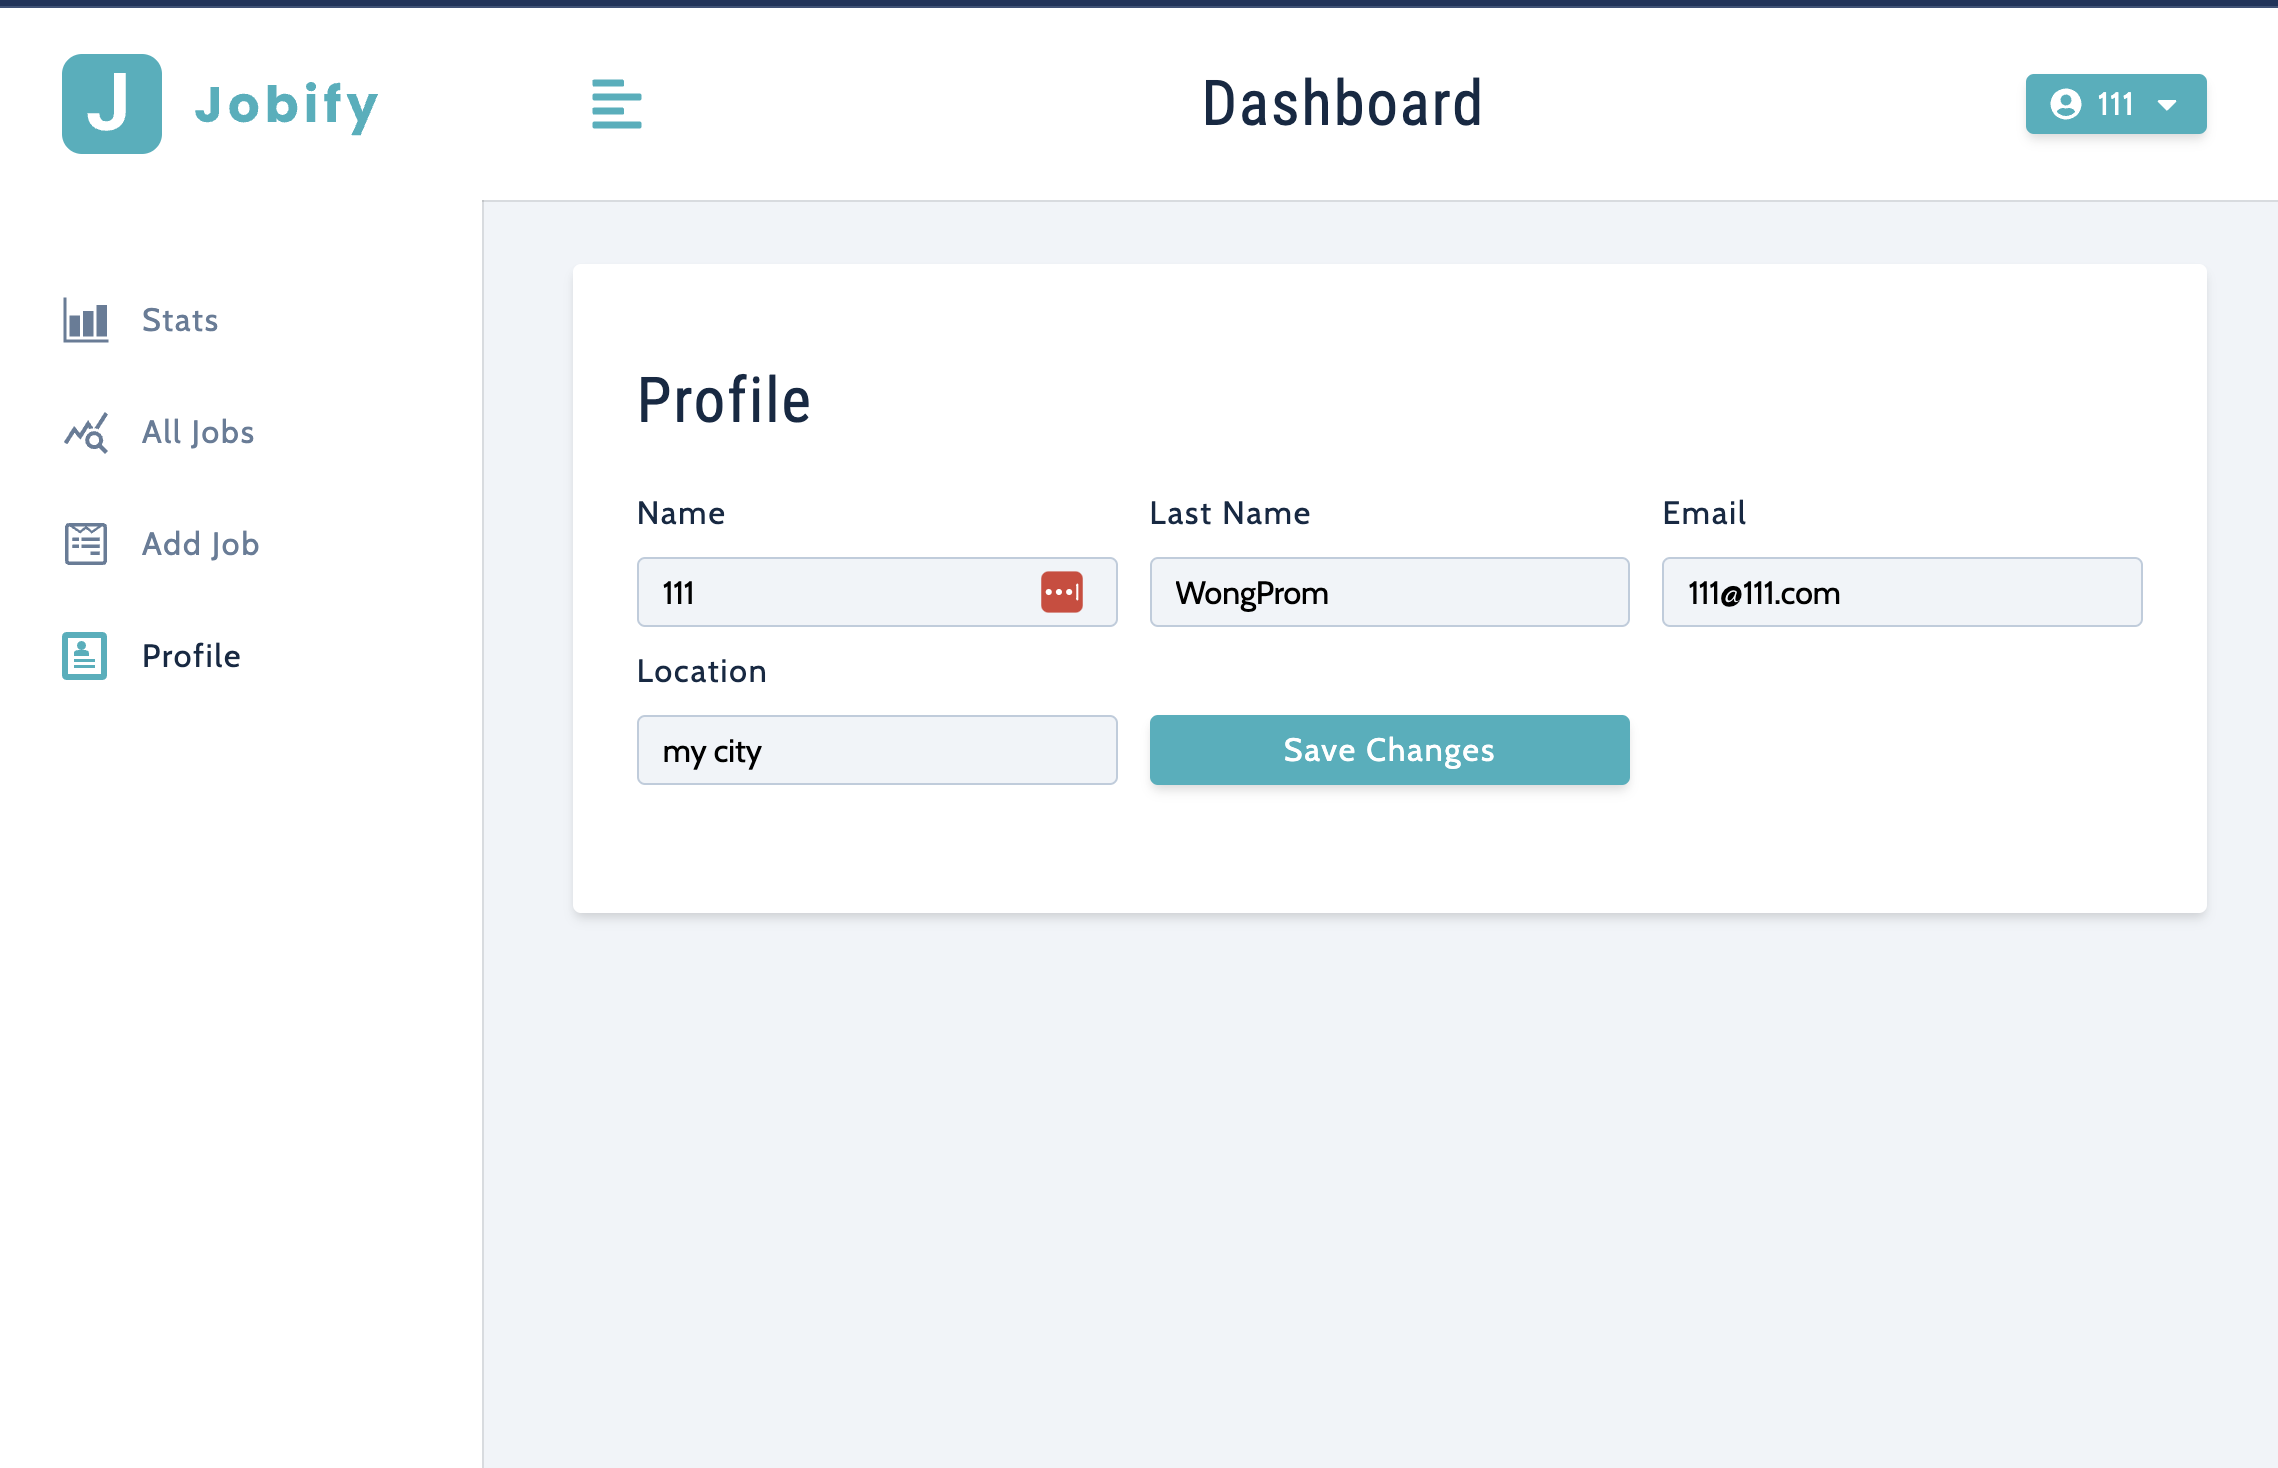 J Jobify
Dashboard
111
Stats
All Jobs
Add Job
Profile
Profile
Name
Last Name
Email
111
WongProm
111@111.com
Location
my city
Save Changes